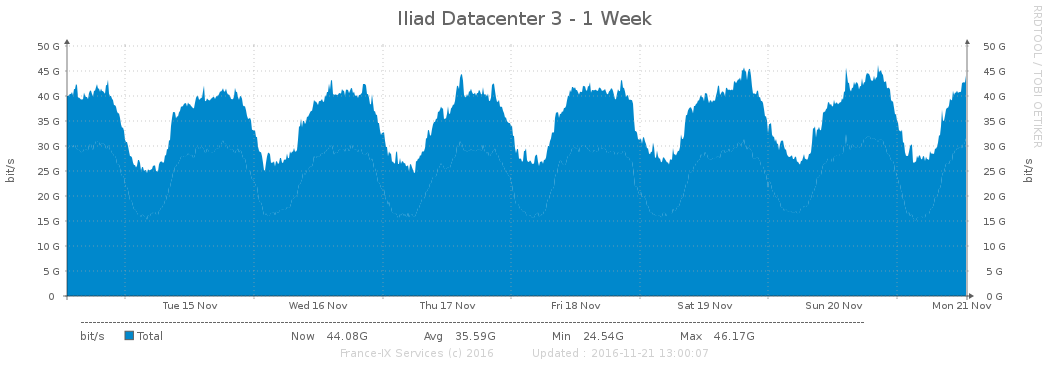 Iliad Datacenter 3 - 1 Week
RRDTOOL / TOBI OETIKER
50 G 50 G
45 G 45 G
40 G 40 G
35 G 35 G
30 G 30 G
25 G 25 G
20 G 20 G
15 G 15 G
10 G 10 G
5 G 5 G
0 0 G
bit/s bit/s
Tue 15 Nov Wed 16 Nov Thu 17 Nov Fri 18 Nov Sat 19 Nov Sun 20 Nov Mon 21 Nov
bit/s Total Now 44.08G Avg 35.59G Min 24.54G Max 46.17G
France-IX Services (c) 2016 Updated : 2016-11-21 13:00:07